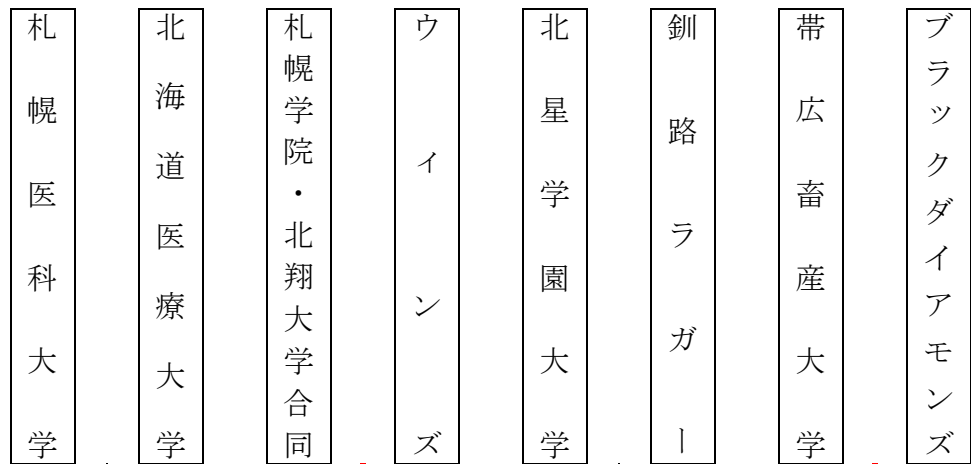 札幌医科大学
北海道医療大学
札幌学院・北翔大学合同
ウィンズ
北星学園大学
釧路ラガー
帯広畜産大学
ブラックダイアモンズ